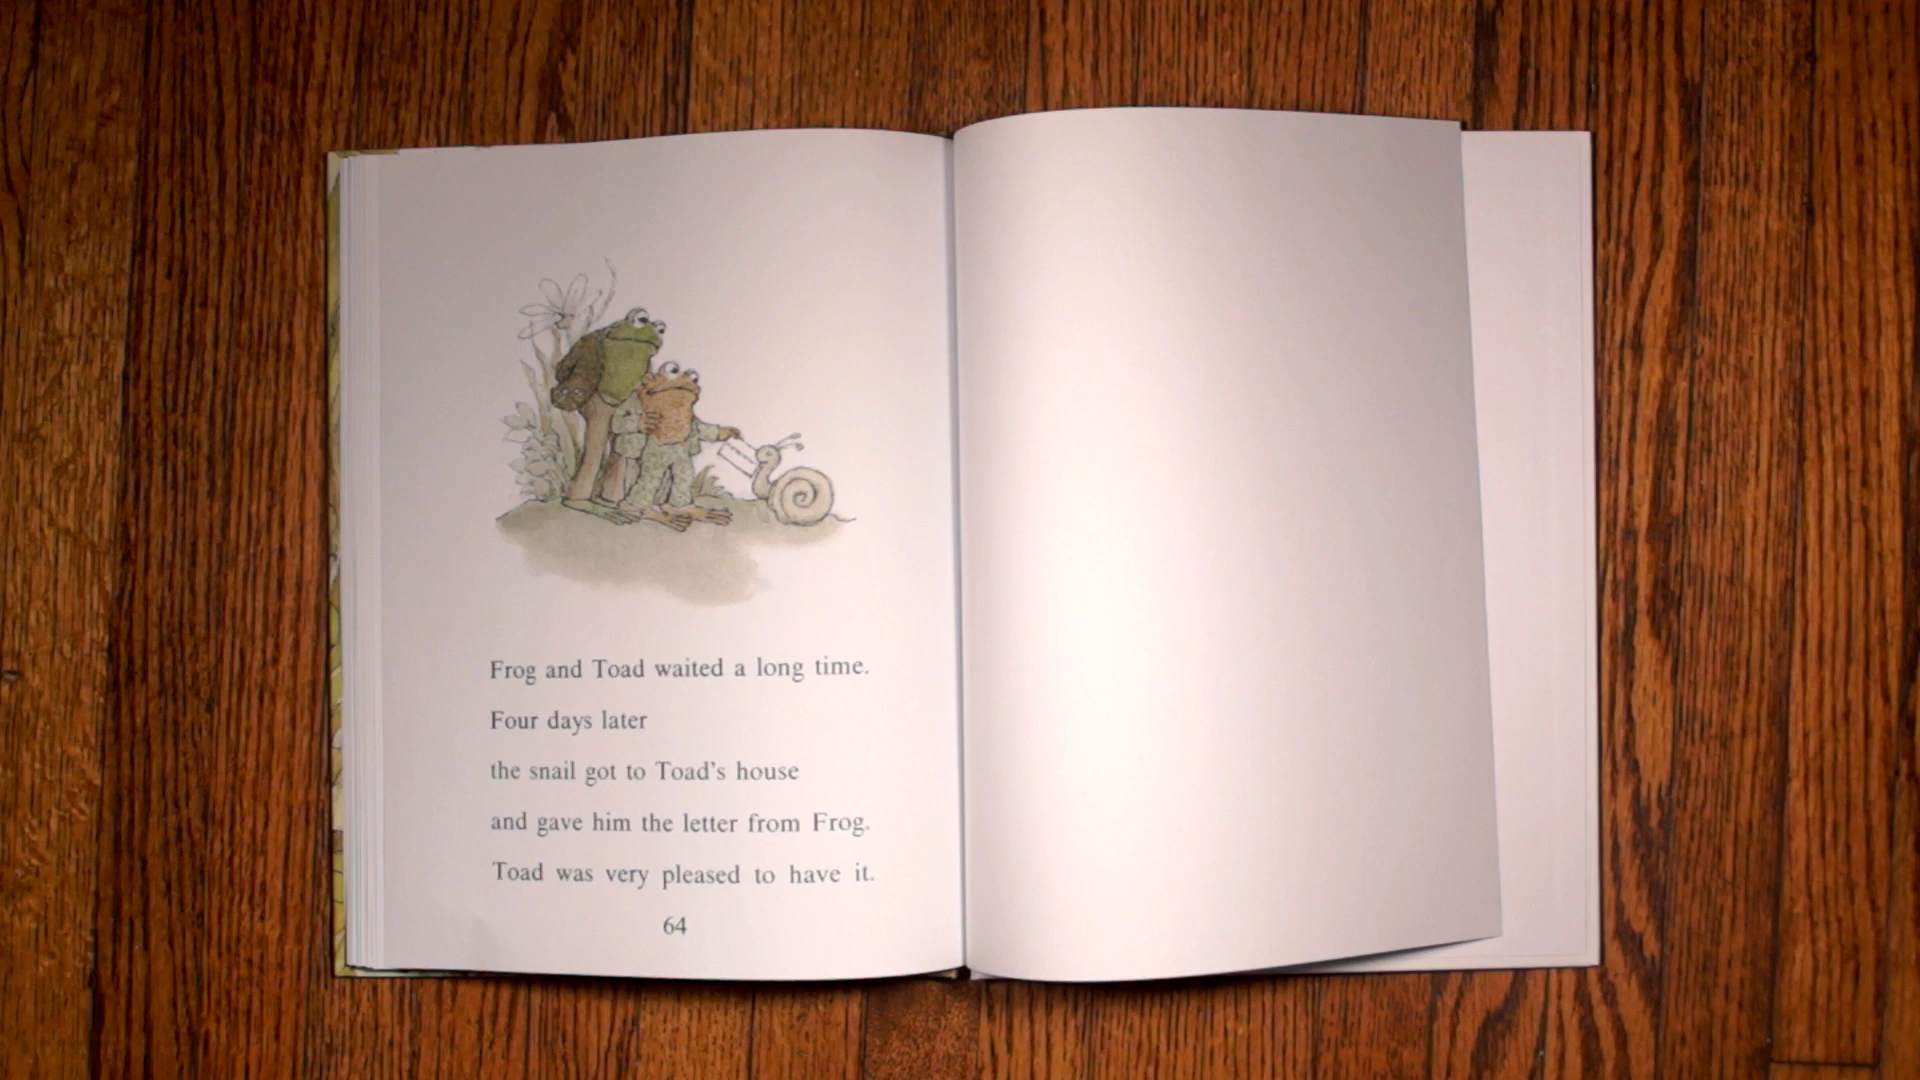 Frog and Toad waited a long time.
Four days later
the snail got to Toad's house
and gave him the letter from Frog.
Toad was very pleased to have it.
64